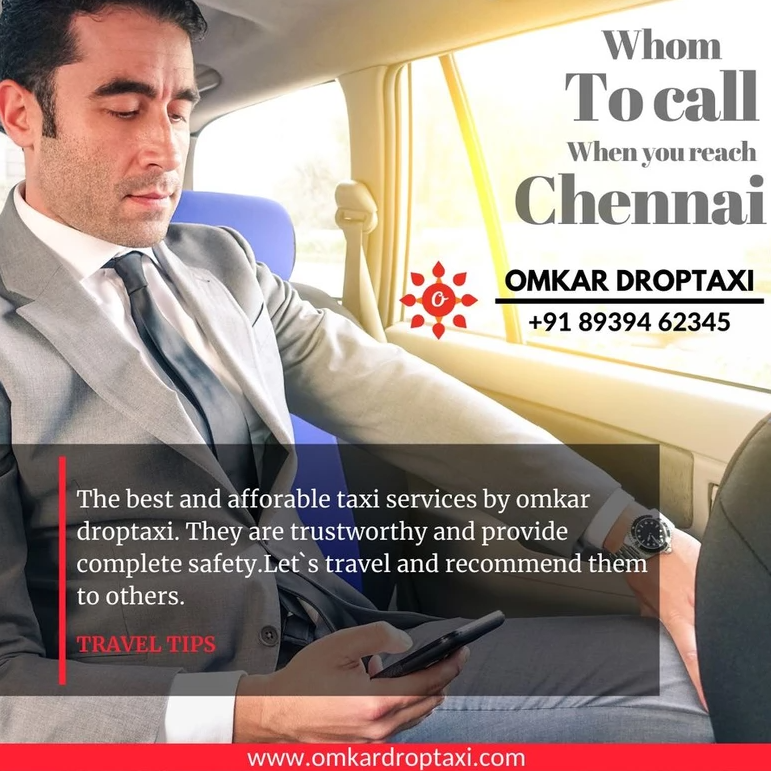 Whom
To call
When you reach
Chennai
OMKAR DROPTAXI
+91 89394 62345
The best and afforable taxi services by omkar
droptaxi. They are trustworthy and provide
complete safety.Let`s travel and recommend them
to others.
TRAVEL TIPS
www.omkardroptaxi.com